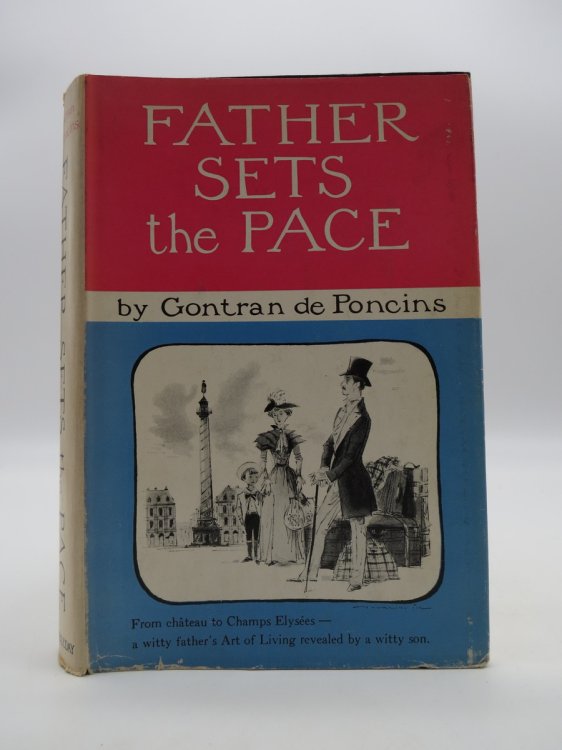 FATHER
SETS
the PACE
by Gontran de Poncins
From château to Champs Elysées —
a witty father's Art of Living revealed by a witty son.
FATHER SETS the PACE